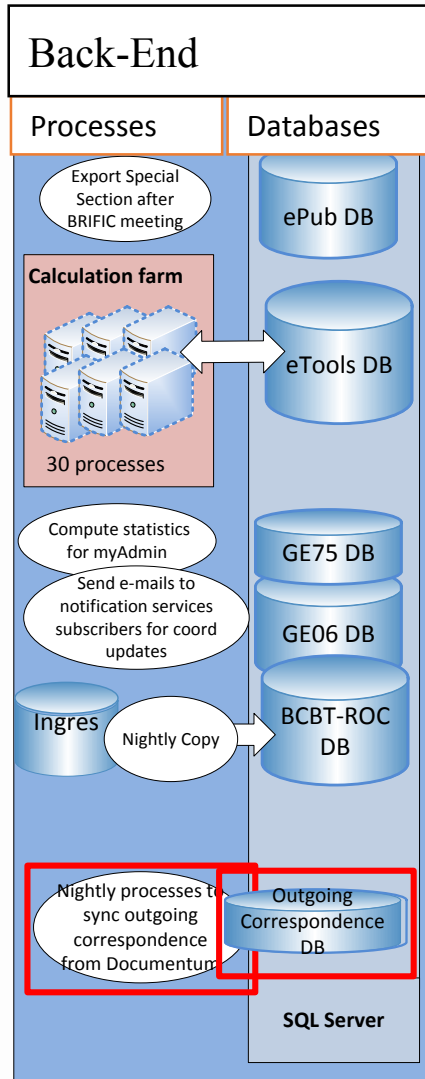 Back-End
Processes
Databases
Export Special
Section after
BRIFIC meeting
ePub DB
Calculation farm
30 processes
eTools DB
Compute statistics
for myAdmin
GE75 DB
Send e-mails to
notification services
subscribers for coord
updates
GE06 DB
Ingres
Nightly Copy
BCBT-ROC
DB
Nightly processes to
sync outgoing
correspondence
from Documentum
Outgoing
Correspondence
DB
SQL Server